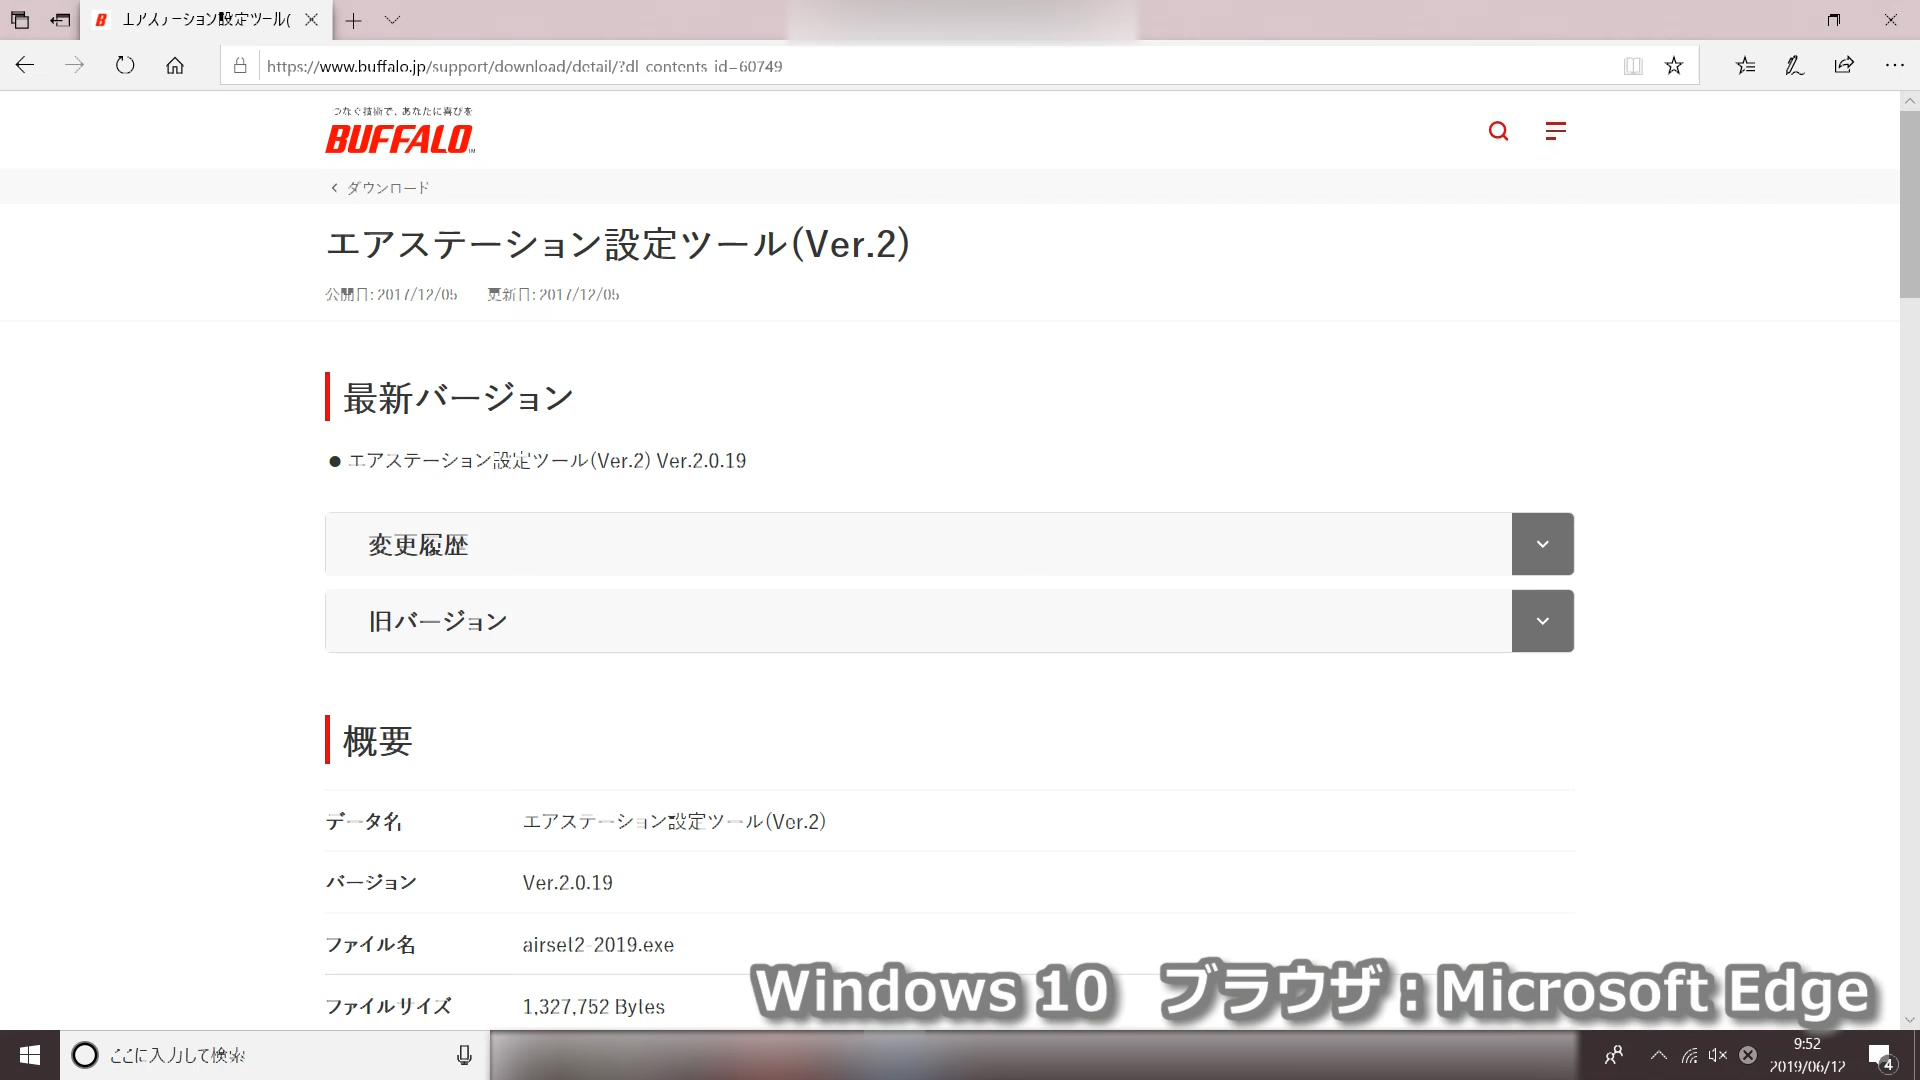 エアステーション設定ツール(
https://www.buffalo.jp/support/download/detail/?dl_contents_id=60749
つなぐ技術で、あなたに喜びを
BUFFALO™
ダウンロード
エアステーション設定ツール(Ver.2)
公開日: 2017/12/05 更新日: 2017/12/05
最新バージョン
● エアステーション設定ツール(Ver.2) Ver.2.0.19
変更履歴
旧バージョン
概要
データ名 エアステーション設定ツール(Ver.2)
バージョン Ver.2.0.19
ファイル名 airset2-2019.exe
ファイルサイズ 1,327,752 Bytes
Windows 10 ブラウザ：Microsoft Edge
ここに入力して検索
9:52
2019/06/12
4